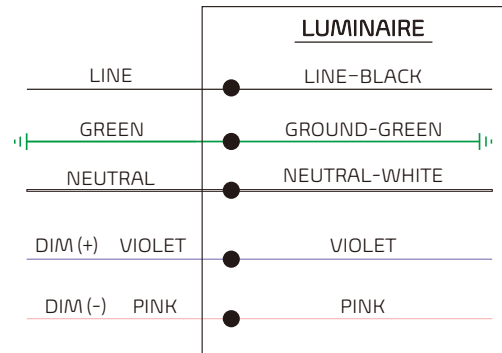 LUMINAIRE
LINE LINE-BLACK
GREEN GROUND-GREEN
NEUTRAL NEUTRAL-WHITE
DIM (+) VIOLET VIOLET
DIM (-) PINK PINK